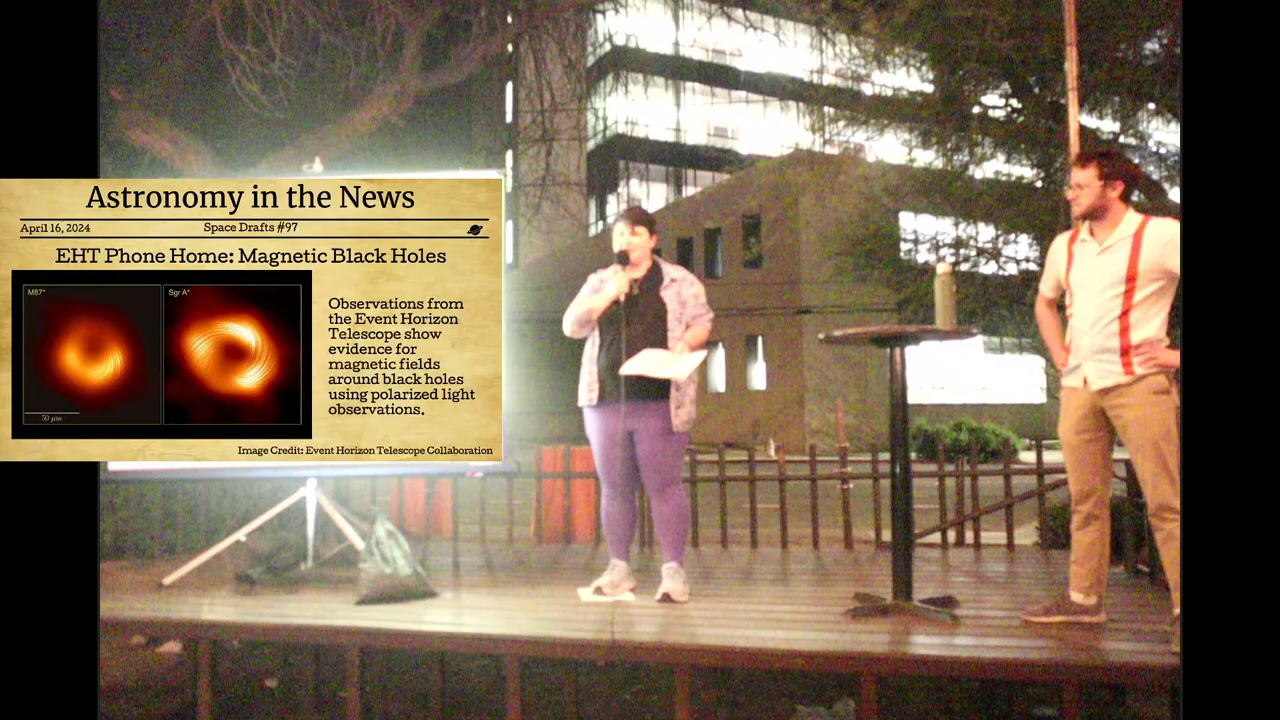 Astronomy in the News
April 16, 2024 Space Drafts #97
EHT Phone Home: Magnetic Black Holes
M87* Sgr A*
Observations from
the Event Horizon
Telescope show
evidence for
magnetic fields
around black holes
using polarized light
observations.
50 μas
Image Credit: Event Horizon Telescope Collaboration